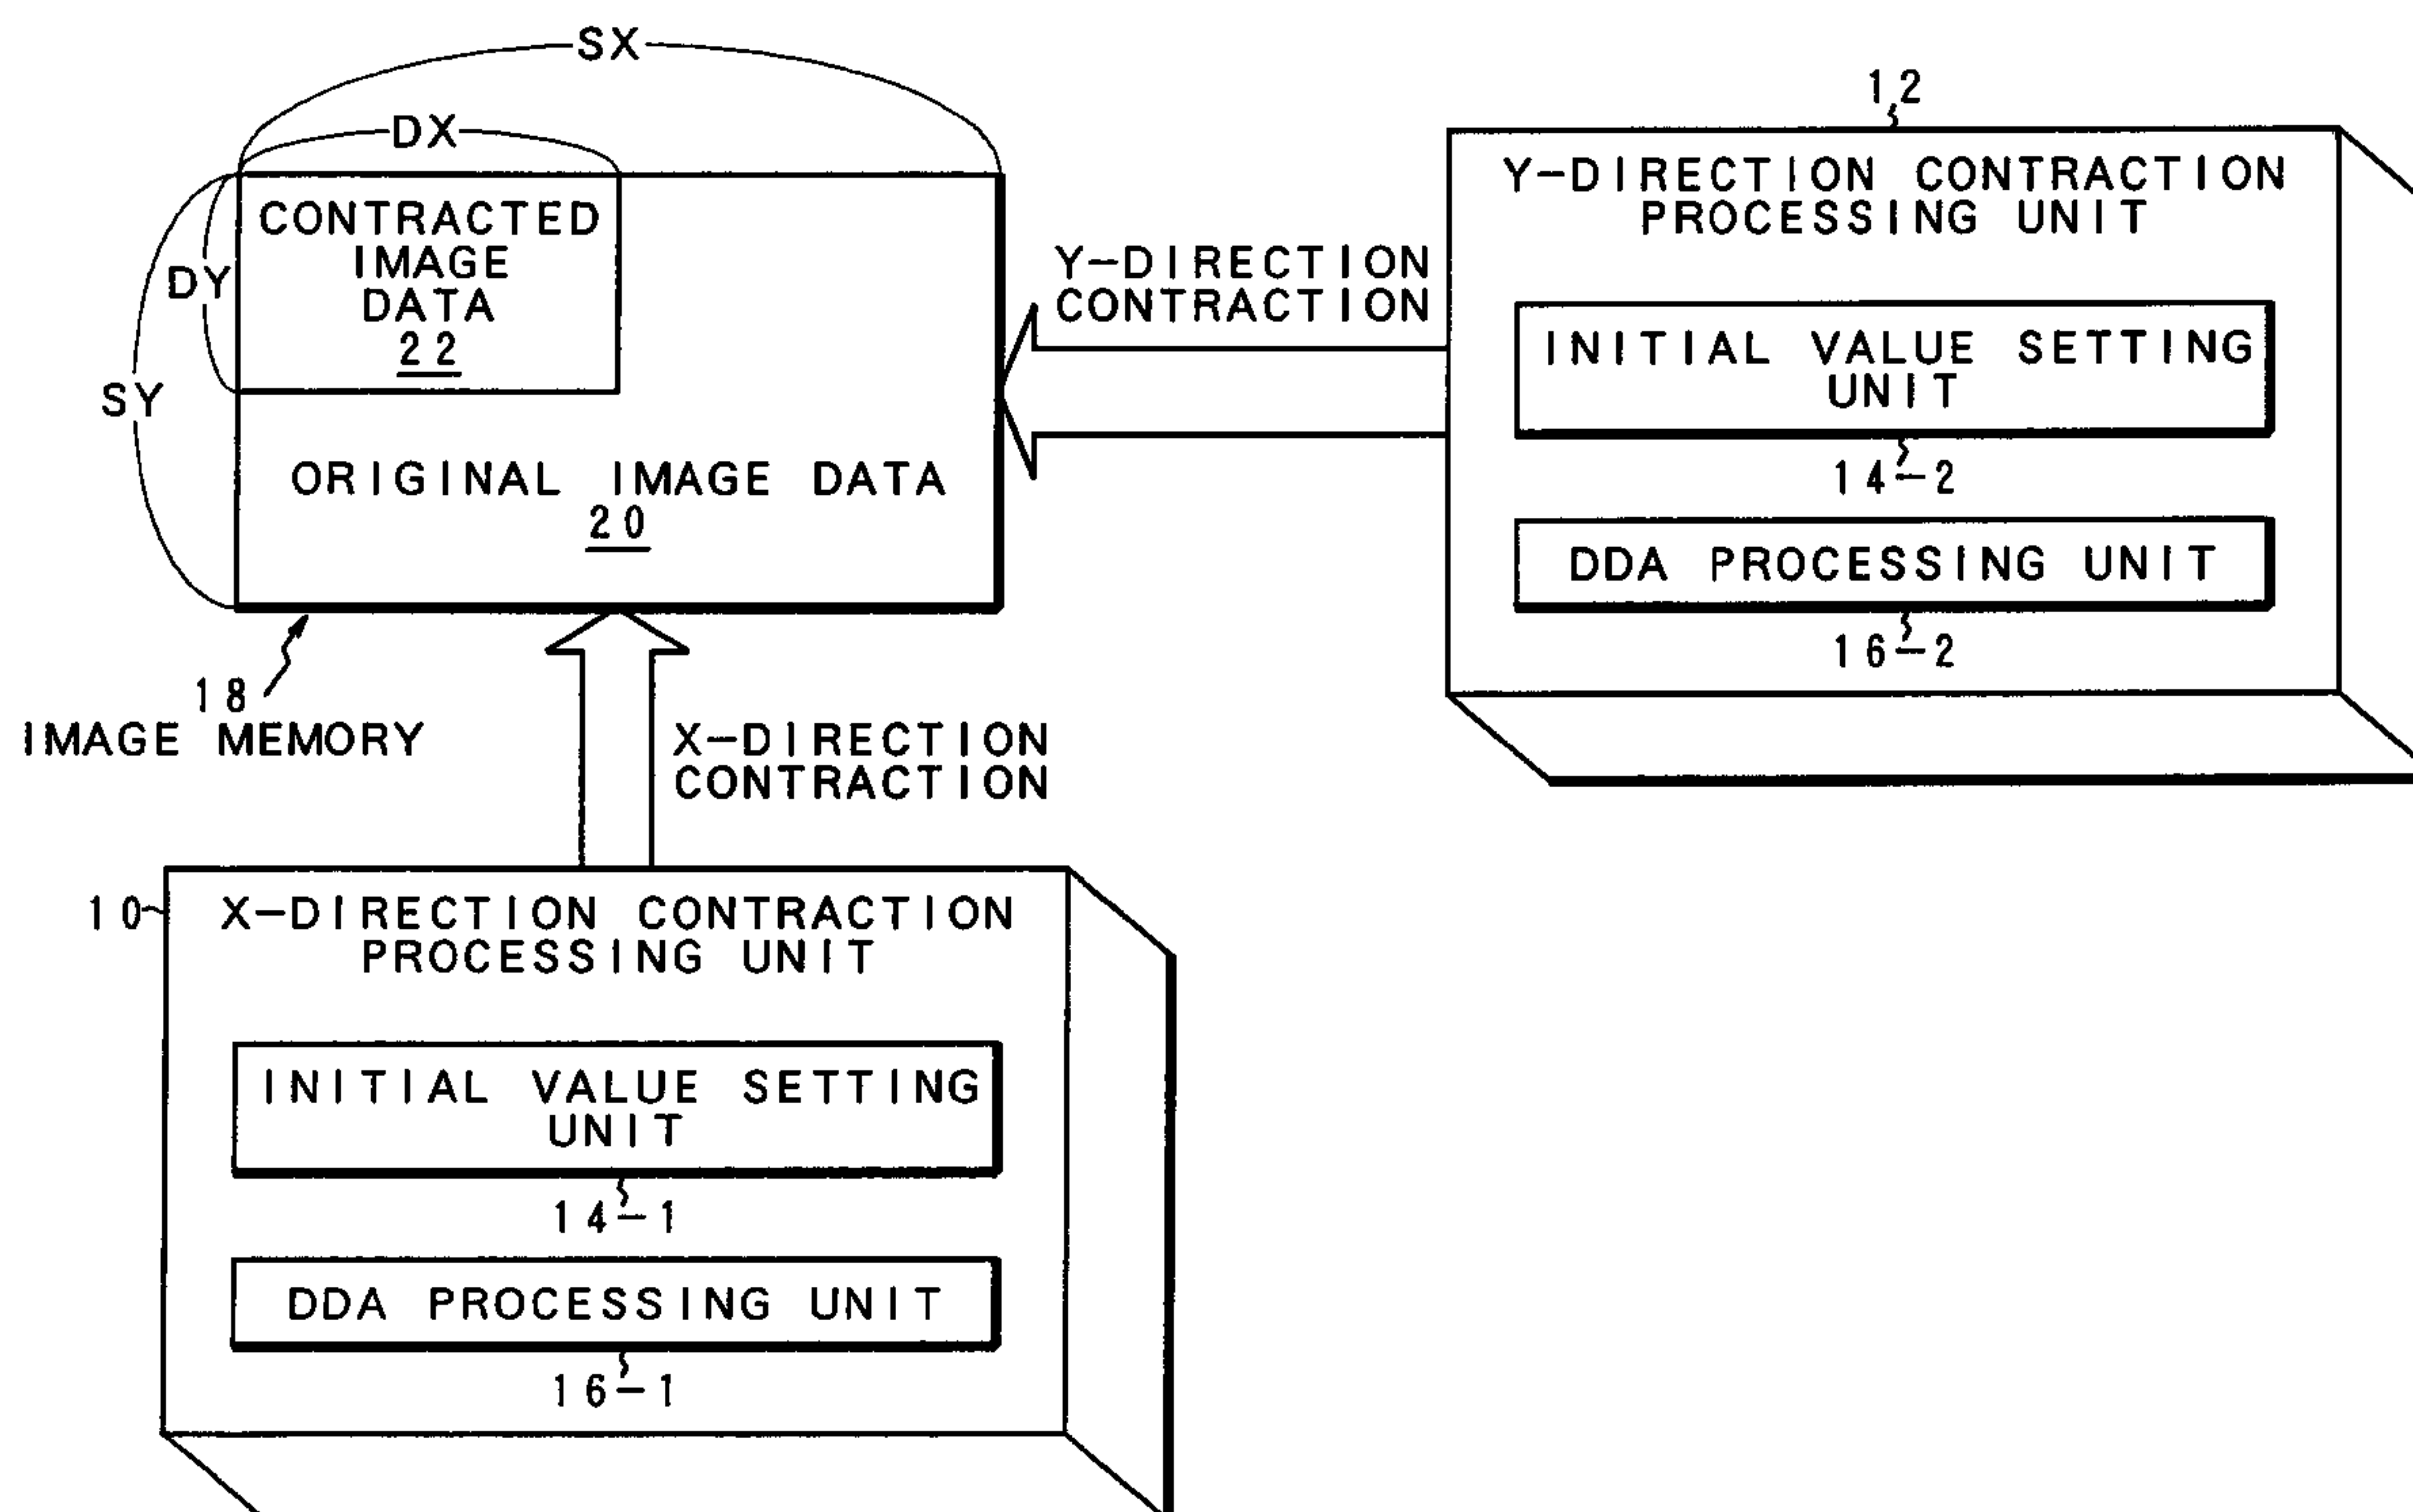 SX
DX
CONTRACTED
IMAGE
DATA
22
DY
SY
ORIGINAL IMAGE DATA
20
18
IMAGE MEMORY
Y-DIRECTION
CONTRACTION
12
Y-DIRECTION CONTRACTION
PROCESSING UNIT
INITIAL VALUE SETTING
UNIT
14-2
DDA PROCESSING UNIT
16-2
X-DIRECTION
CONTRACTION
10
X-DIRECTION CONTRACTION
PROCESSING UNIT
INITIAL VALUE SETTING
UNIT
14-1
DDA PROCESSING UNIT
16-1